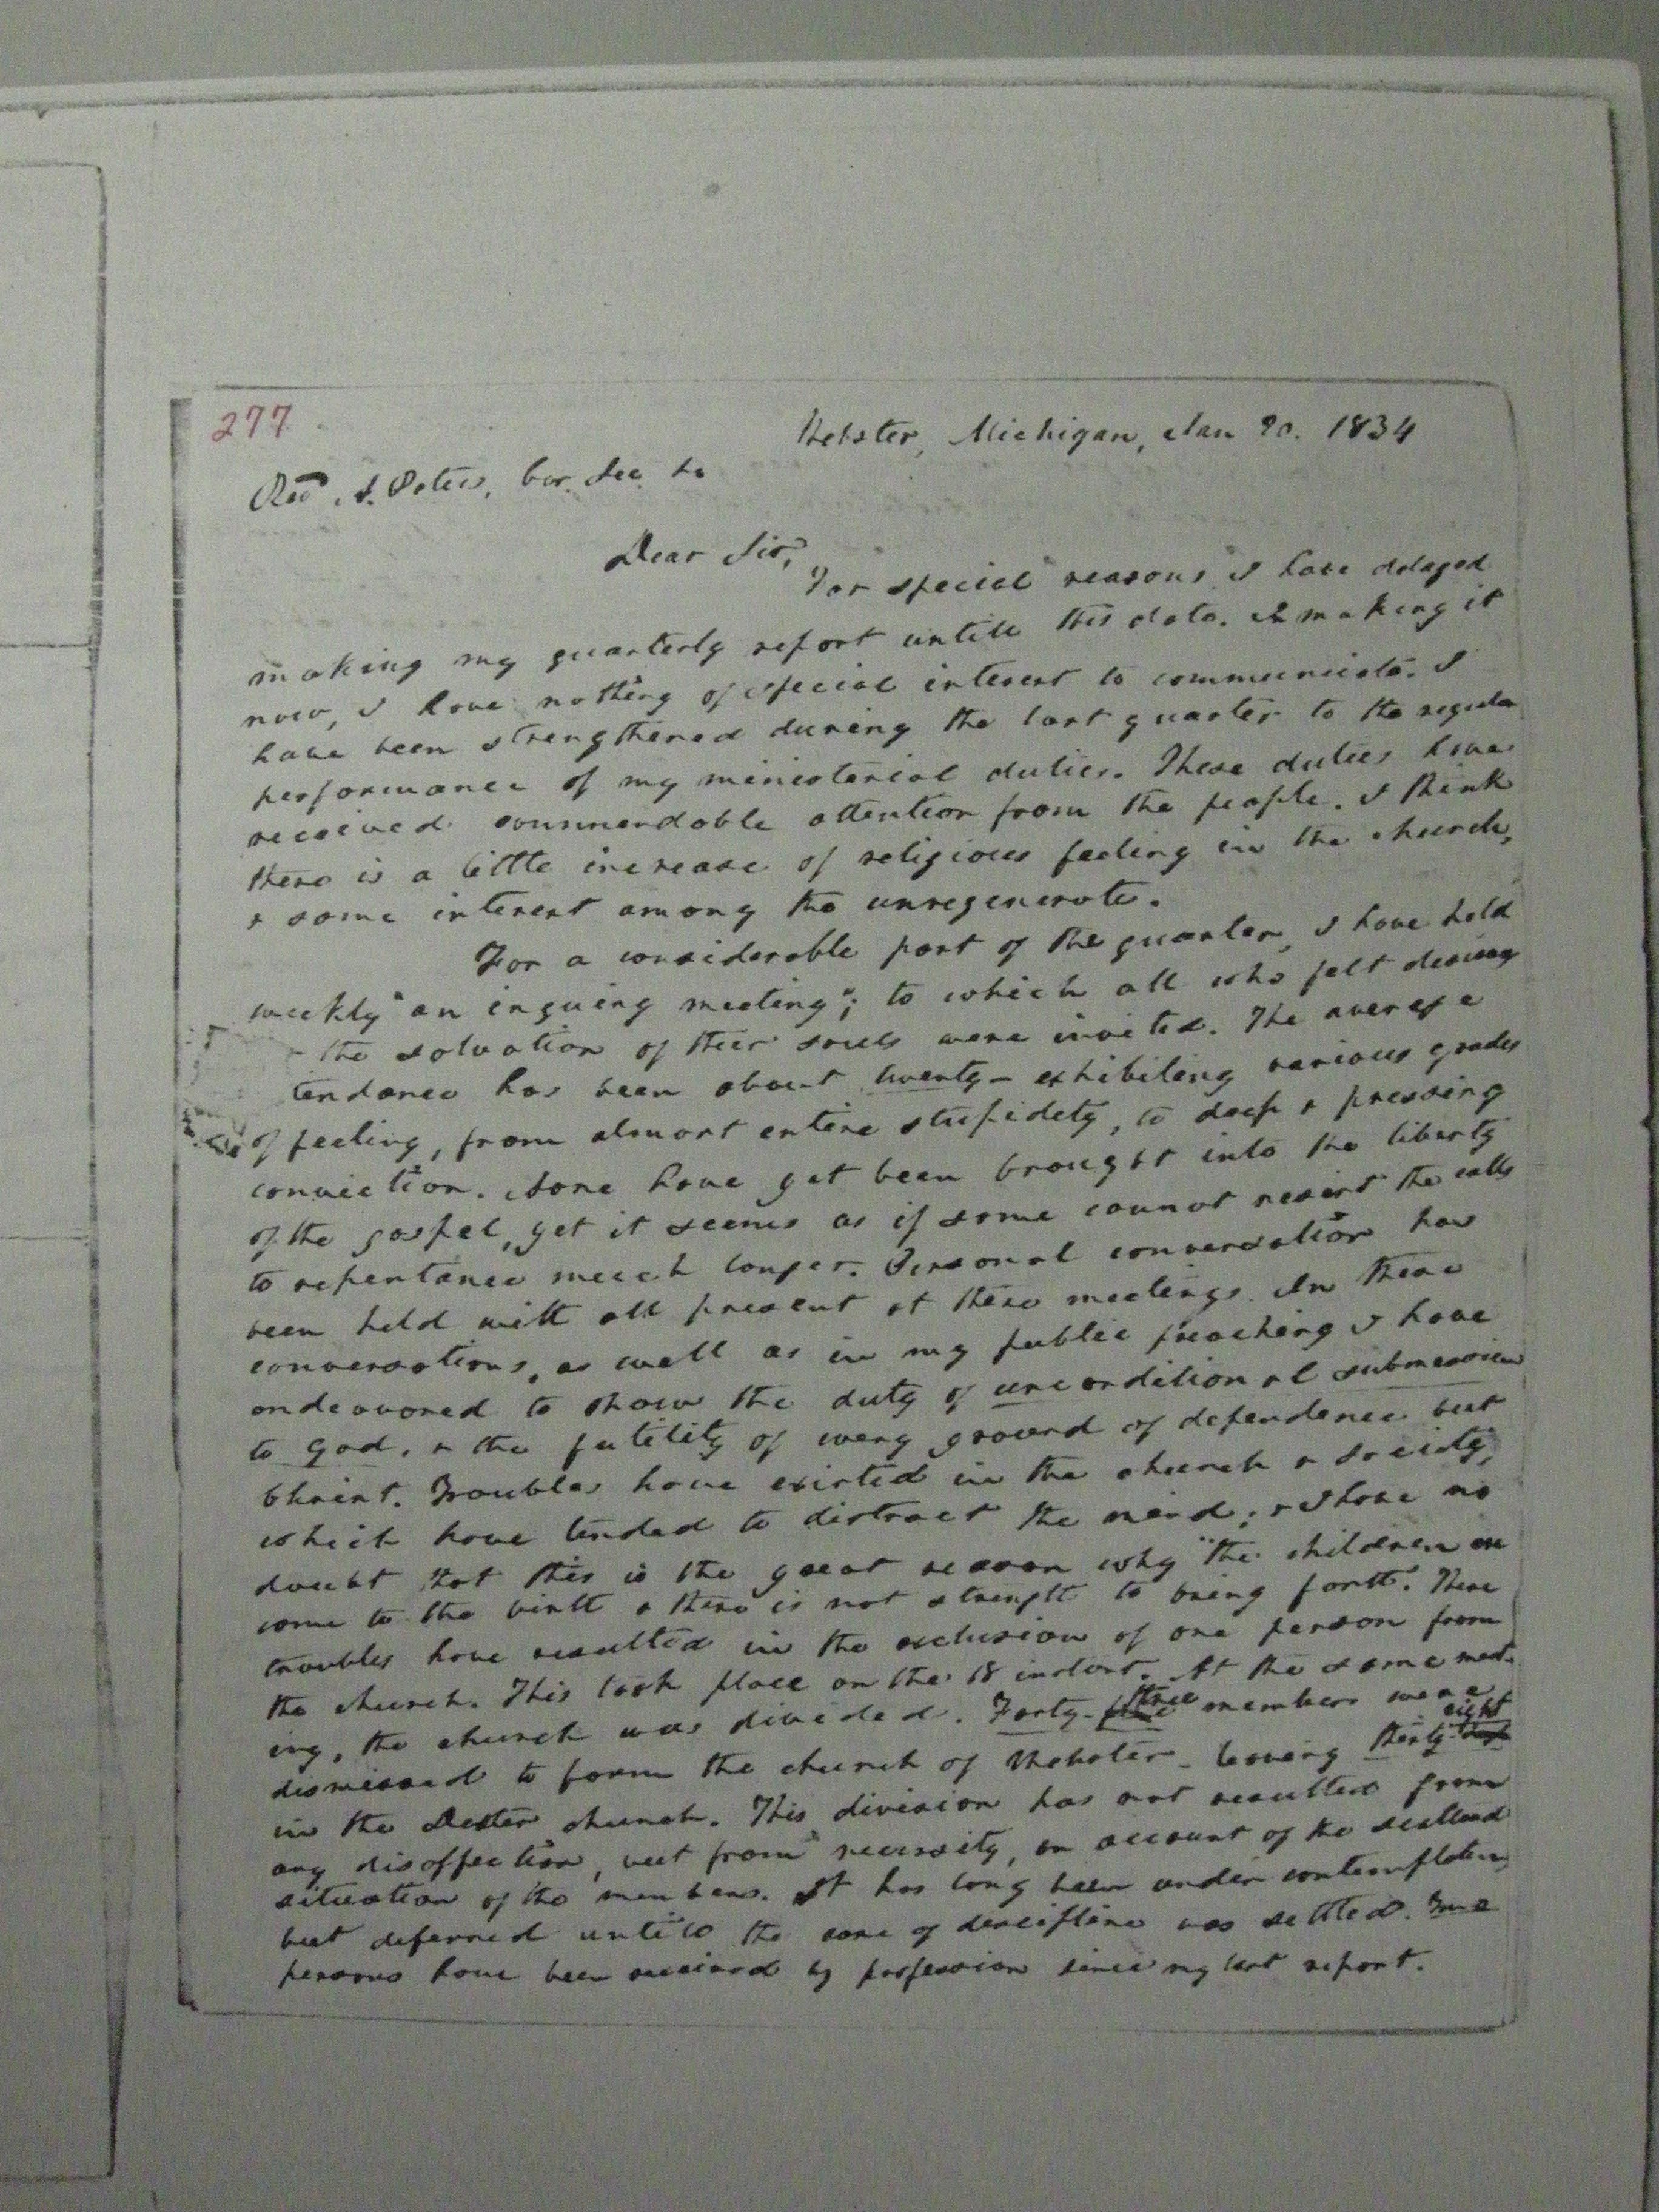 277
Webster, Michigan, Jan 20. 1834
Revd A. Peters, Cor. Sec. &c
Dear Sir,
For special reasons I have delayed
making my quarterly report untill this date. In making it
now, I have nothing of special interest to communicate. I
have been strengthened during the last quarter to the regular
performance of my ministerial duties. These duties have
received commendable attention from the people. I think
there is a little increase of religious feeling in the church,
& some interest among the unregenerate.
For a considerable part of the quarter, I have held
weekly "an inquiring meeting"; to which all who felt
the salvation of their souls were invited. The average
tendance has been about twenty - exhibiting various grades
of feeling, from almost entire stupidety, to deep & pressing
conviction. None have yet been brought into the liberty
of the gospel, yet it seems as if some cannot resist the calls
to repentance much longer. Personal conversation has
been held with all present at these meetings. In these
conversations, as well as in my public preaching I have
endeavored to show the duty of unconditional submission
to God, & the futility of every ground of dependence but
Christ. Troubles have existed in the church & society,
which have tended to distract the mind; & I have no
doubt that this is the great reason why "the children are
come to the birth & there is not strength to bring forth. These
troubles have resulted in the exclusion of one person from
the church. This took place on the 18 instant. At the same meet-
ing, the church was divided. Forty-three members were
dismissed to form the church of Webster - leaving thirty-eight
in the Dexter church. This division has not resulted from
any disaffection, but from necessity, on account of the scattered
situation of the members. It has long been under contemplation,
but deferred untill the case of discipline was settled.
persons have been received by profession since my last report.